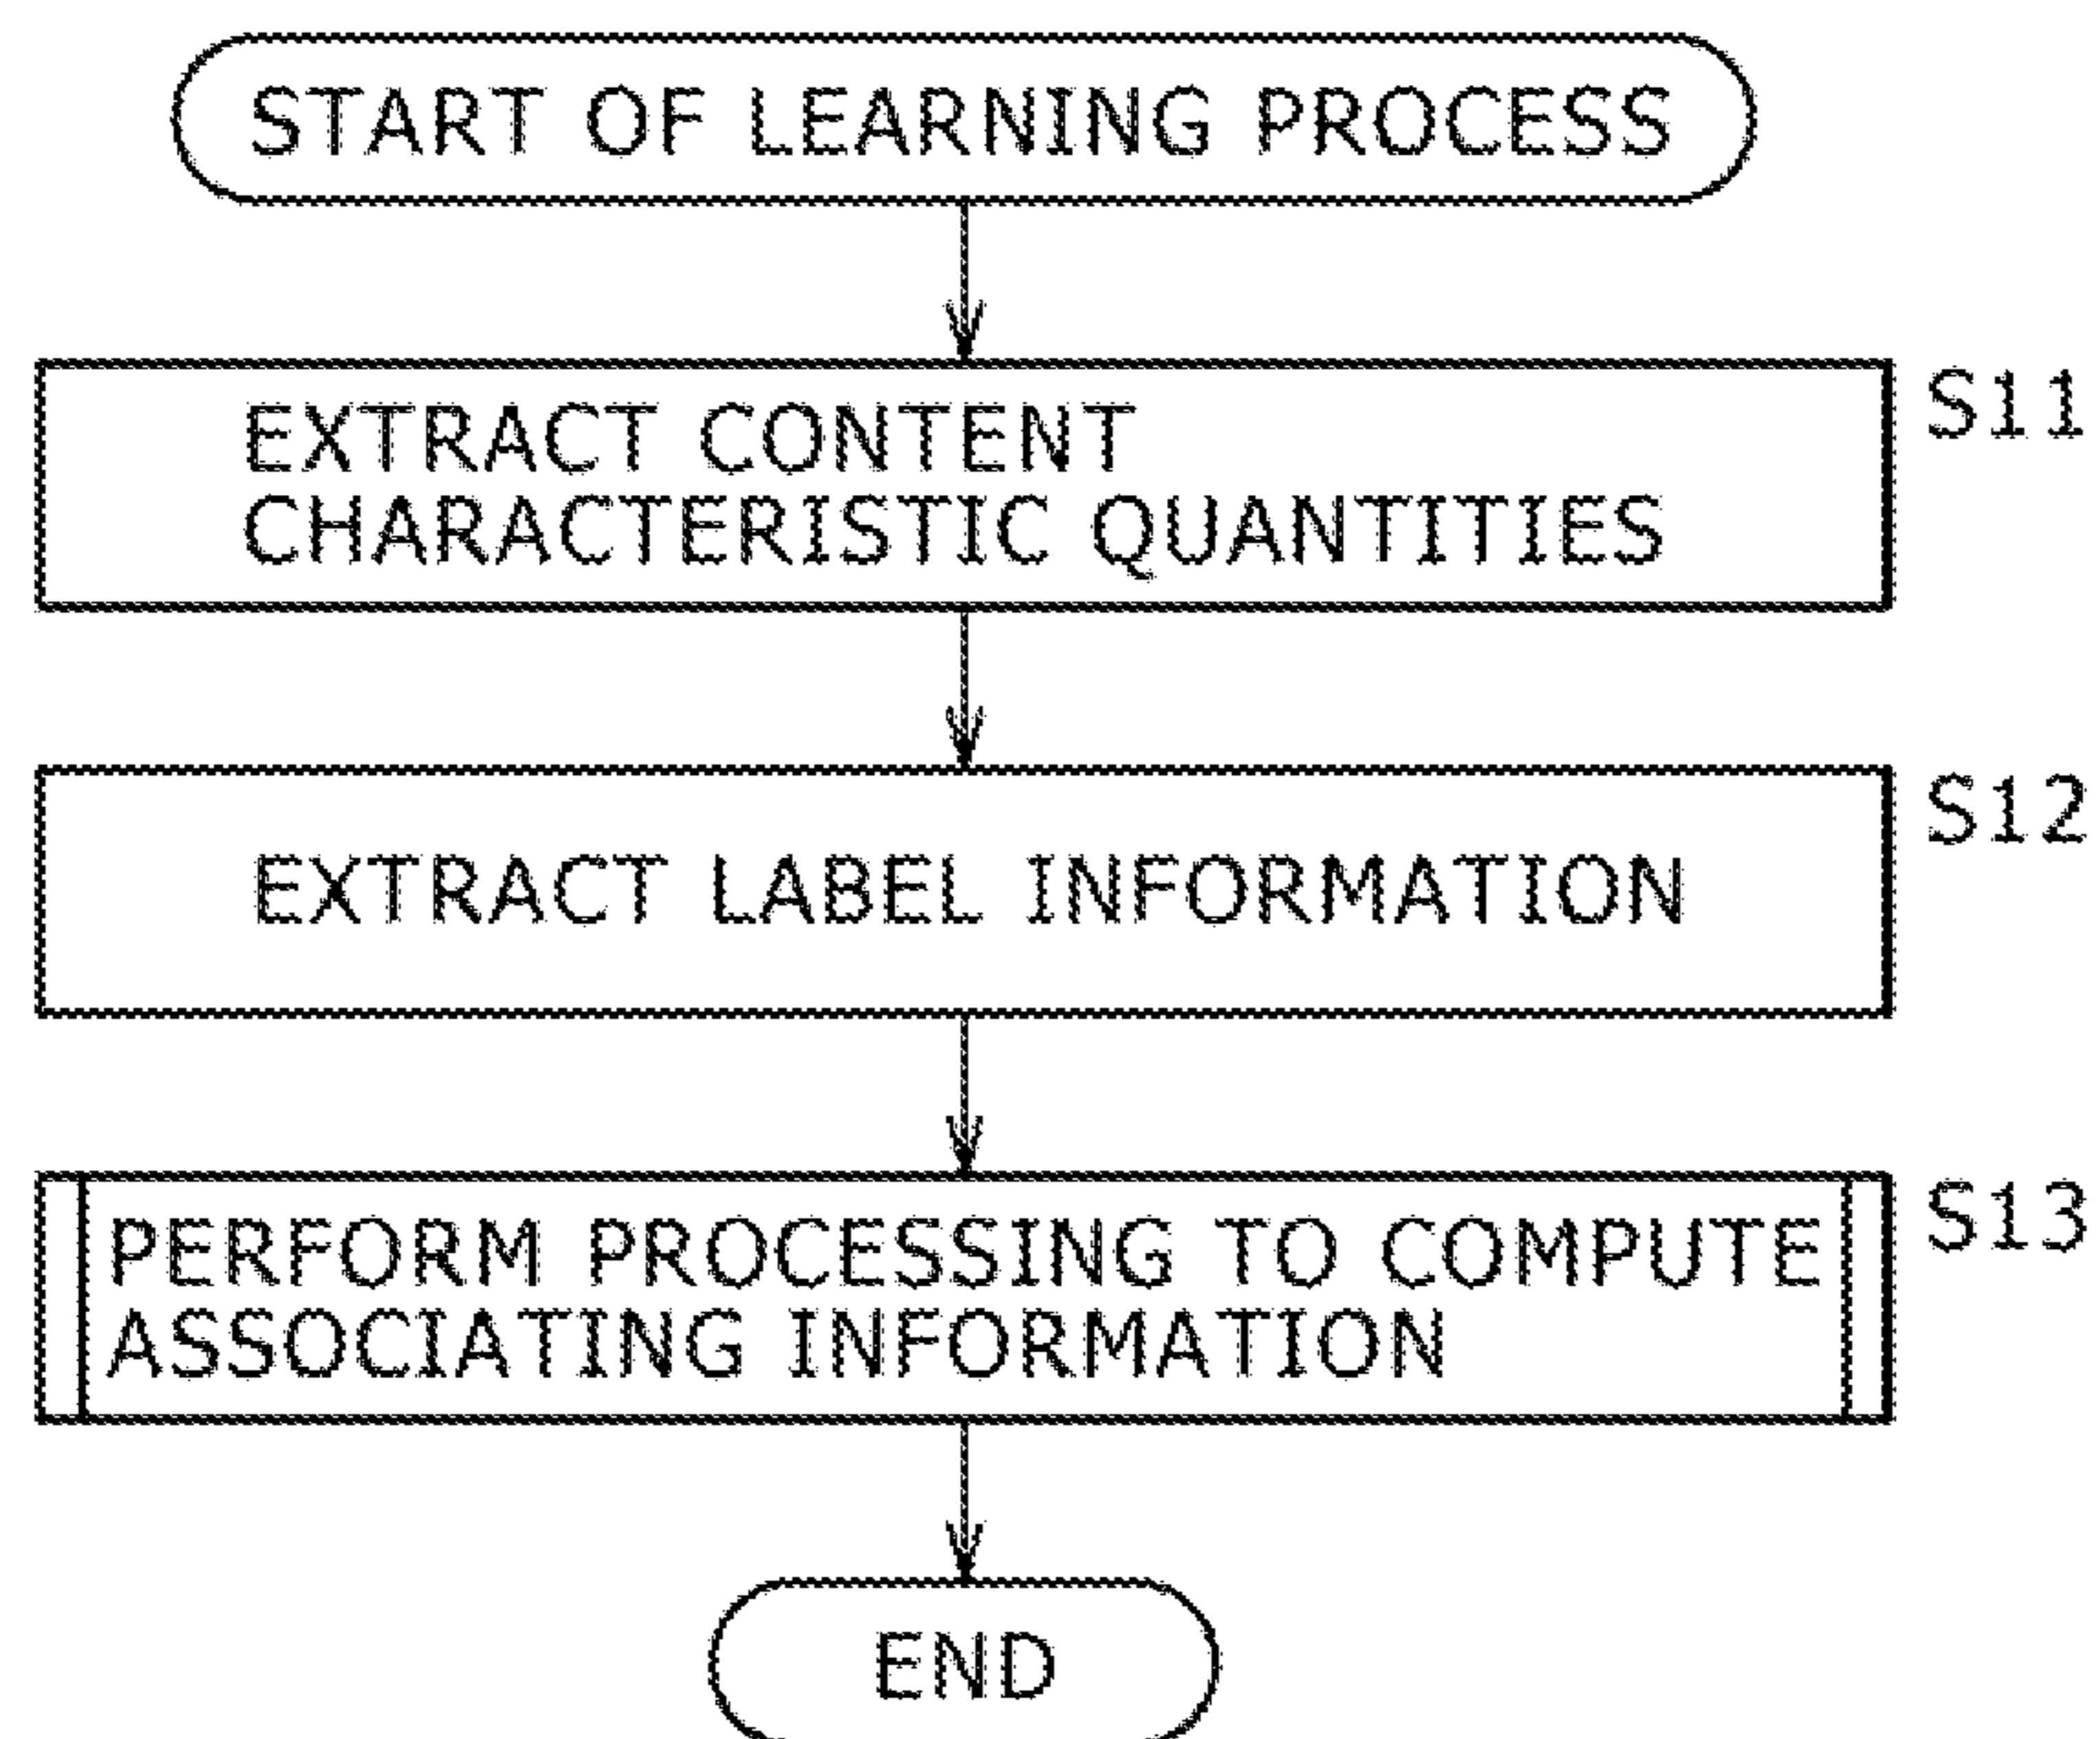 START OF LEARNING PROCESS
EXTRACT CONTENT
CHARACTERISTIC QUANTITIES
S11
EXTRACT LABEL INFORMATION
S12
PERFORM PROCESSING TO COMPUTE
ASSOCIATING INFORMATION
S13
END